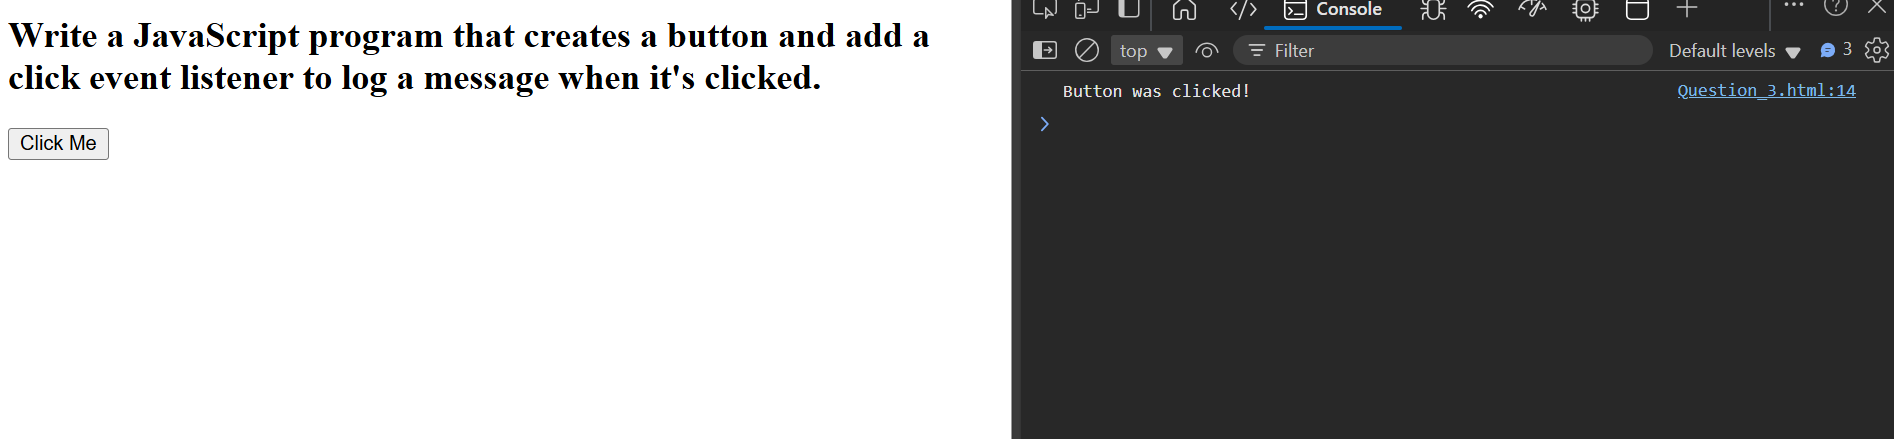 Write a JavaScript program that creates a button and add a
click event listener to log a message when it's clicked.
Click Me
Console
top
Filter
Default levels
3
Button was clicked!
Question_3.html:14